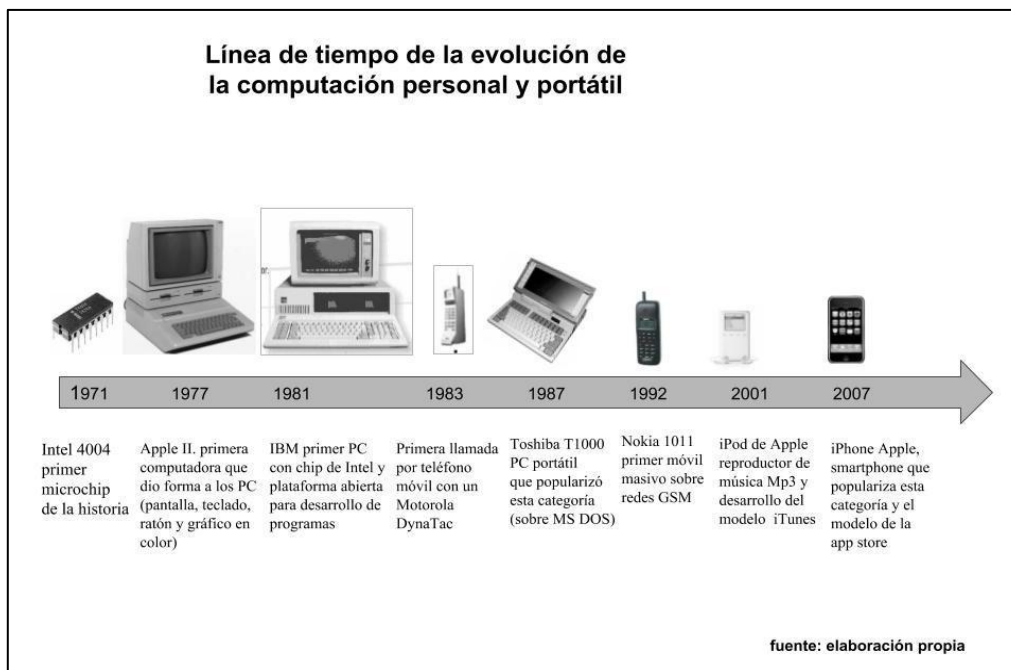 Línea de tiempo de la evolución de
la computación personal y portátil
1971
1977
1981
1983
1987
1992
2001
2007
Intel 4004
primer
microchip
de la historia
Apple II. primera
computadora que
dio forma a los PC
(pantalla, teclado,
ratón y gráfico en
color)
IBM primer PC
con chip de Intel y
plataforma abierta
para desarrollo de
programas
Primera llamada
por teléfono
móvil con un
Motorola
DynaTac
Toshiba T1000
PC portátil
que popularizó
esta categoría
(sobre MS DOS)
Nokia 1011
primer móvil
masivo sobre
redes GSM
iPod de Apple
reproductor de
música Mp3 y
desarrollo del
modelo iTunes
iPhone Apple,
smartphone que
populariza esta
categoría y el
modelo de la
app store
fuente: elaboración propia